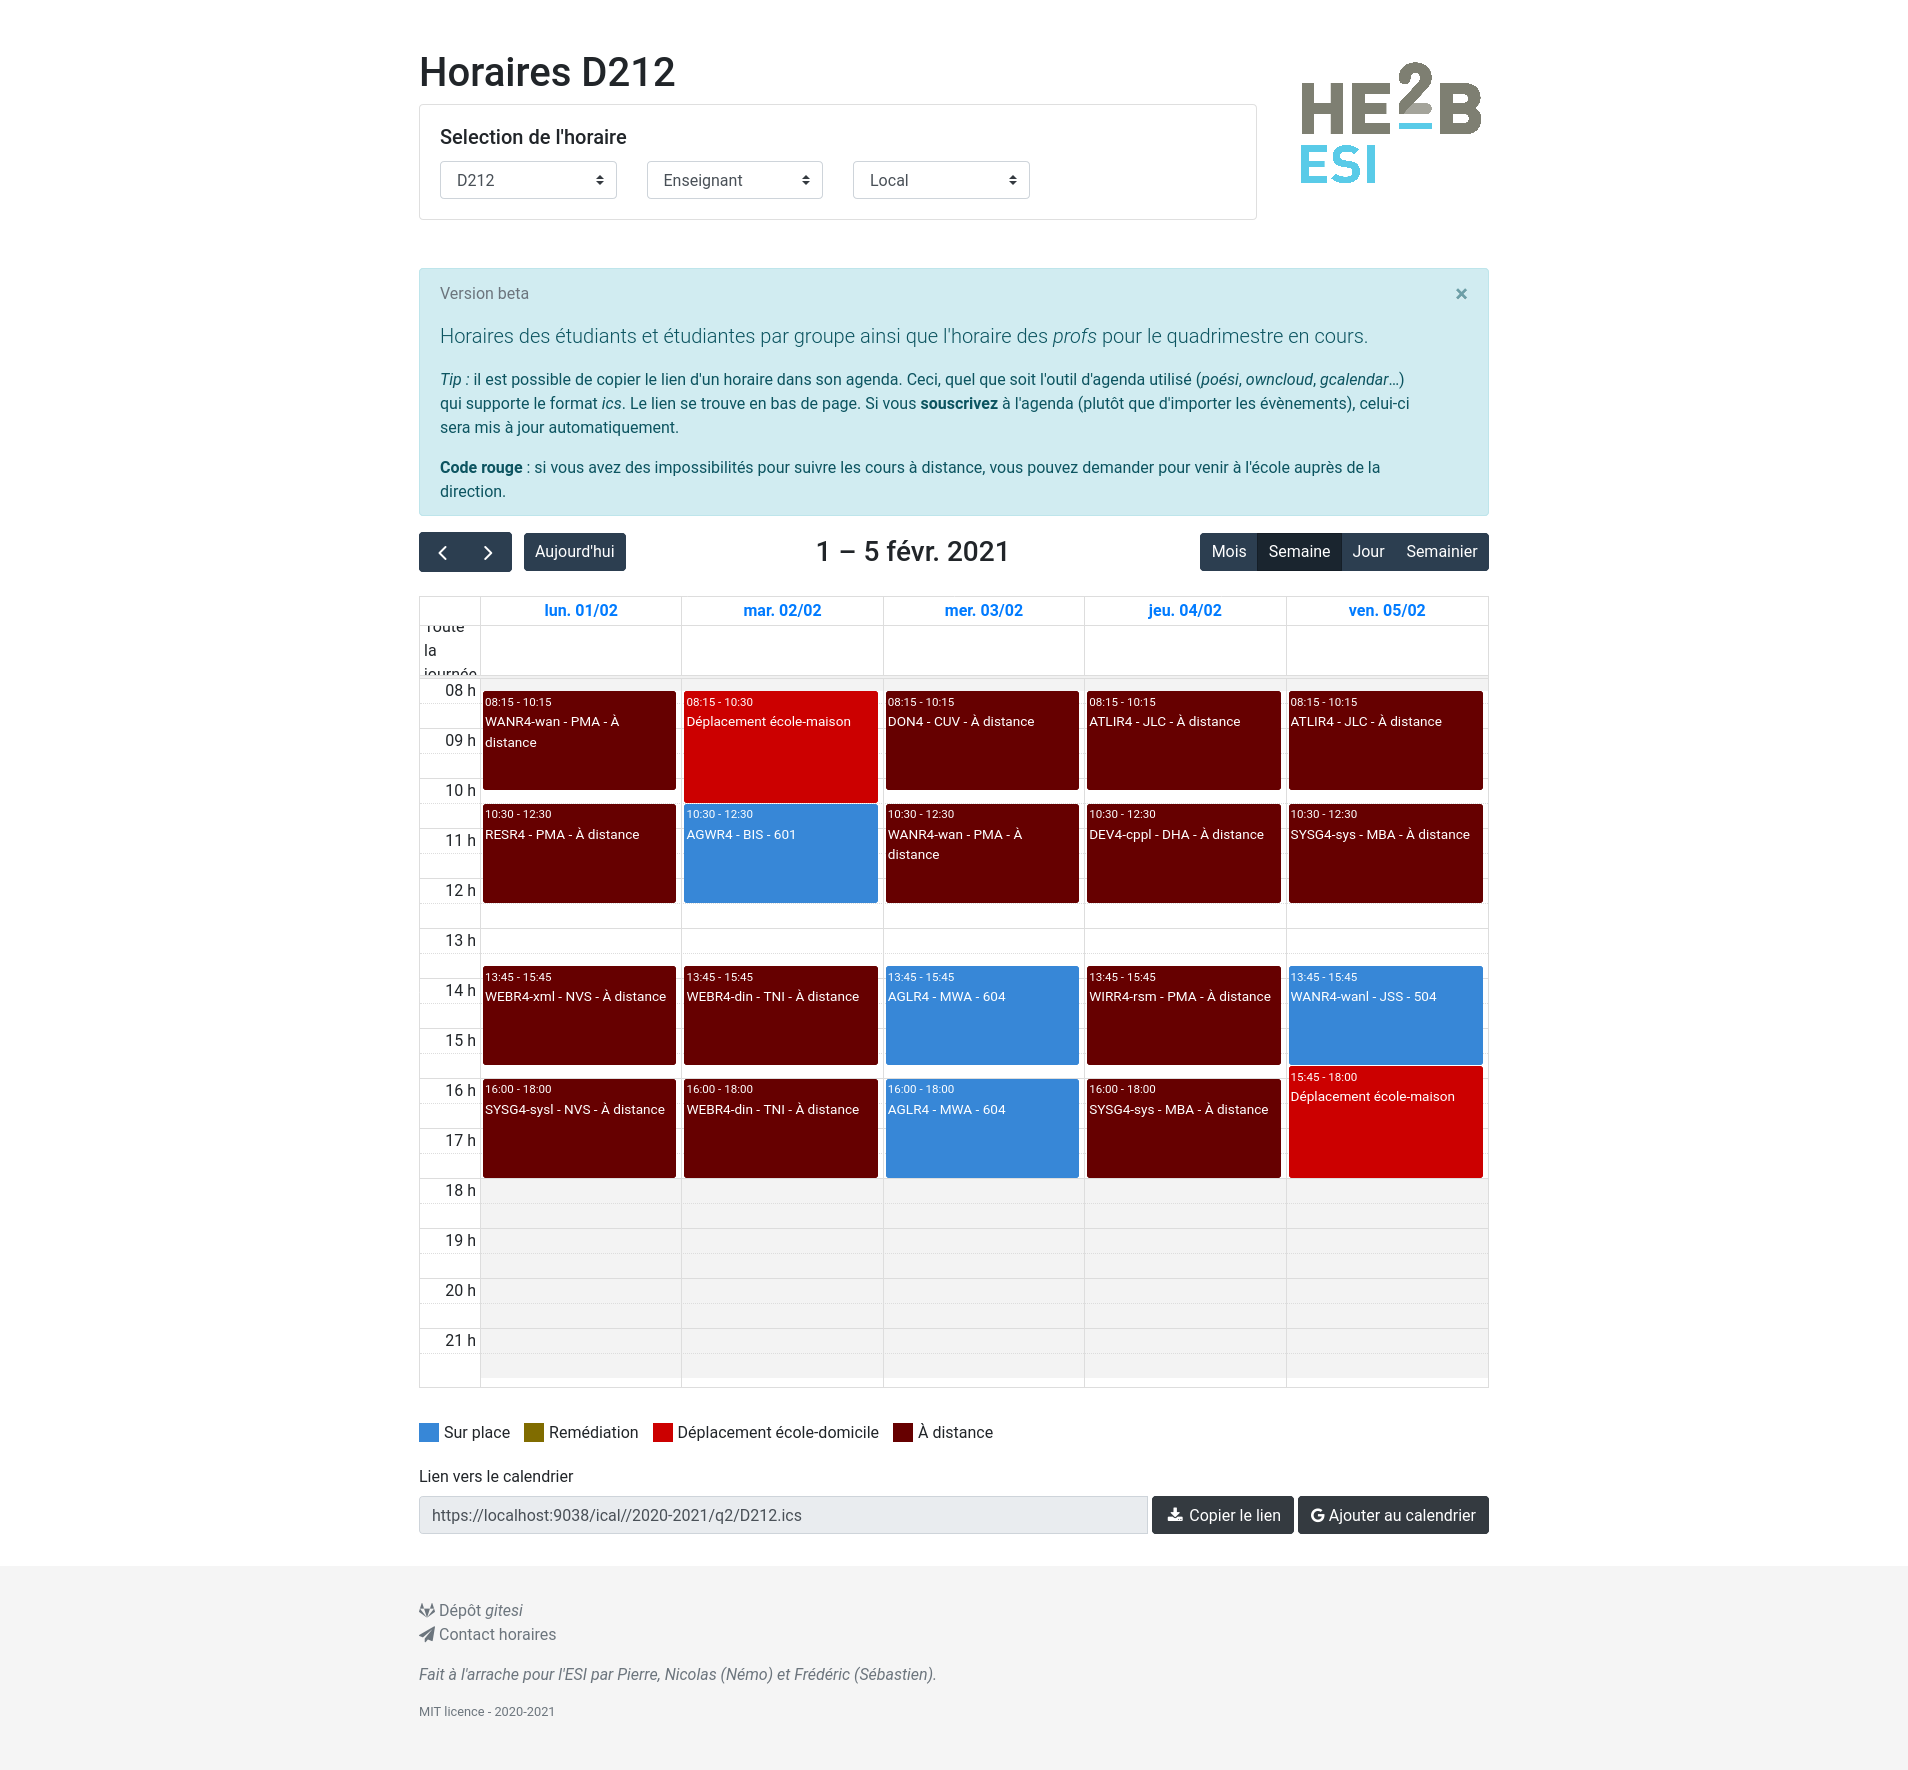 Horaires D212
HE2B
ESI
Selection de l'horaire
D212
Enseignant
Local
Version beta
×
Horaires des étudiants et étudiantes par groupe ainsi que l'horaire des profs pour le quadrimestre en cours.
Tip : il est possible de copier le lien d'un horaire dans son agenda. Ceci, quel que soit l'outil d'agenda utilisé (poési, owncloud, gcalendar...)
qui supporte le format ics. Le lien se trouve en bas de page. Si vous souscrivez à l'agenda (plutôt que d'importer les évènements), celui-ci
sera mis à jour automatiquement.
Code rouge : si vous avez des impossibilités pour suivre les cours à distance, vous pouvez demander pour venir à l'école auprès de la
direction.
Aujourd'hui
1 – 5 févr. 2021
Mois
Semaine
Jour
Semainier
lun. 01/02
mar. 02/02
mer. 03/02
jeu. 04/02
ven. 05/02
Toute
la
journée
08 h
09 h
10 h
11 h
12 h
13 h
14 h
15 h
16 h
17 h
18 h
19 h
20 h
21 h
08:15 - 10:15
WANR4-wan - PMA - À
distance
10:30 - 12:30
RESR4 - PMA - À distance
13:45 - 15:45
WEBR4-xml - NVS - À distance
16:00 - 18:00
SYSG4-sysl - NVS - À distance
08:15 - 10:30
Déplacement école-maison
10:30 - 12:30
AGWR4 - BIS - 601
13:45 - 15:45
WEBR4-din - TNI - À distance
16:00 - 18:00
WEBR4-din - TNI - À distance
08:15 - 10:15
DON4 - CUV - À distance
10:30 - 12:30
WANR4-wan - PMA - À
distance
13:45 - 15:45
AGLR4 - MWA - 604
16:00 - 18:00
AGLR4 - MWA - 604
08:15 - 10:15
ATLIR4 - JLC - À distance
10:30 - 12:30
DEV4-cppl - DHA - À distance
13:45 - 15:45
WIRR4-rsm - PMA - À distance
16:00 - 18:00
SYSG4-sys - MBA - À distance
08:15 - 10:15
ATLIR4 - JLC - À distance
10:30 - 12:30
SYSG4-sys - MBA - À distance
13:45 - 15:45
WANR4-wanl - JSS - 504
15:45 - 18:00
Déplacement école-maison
Sur place
Remédiation
Déplacement école-domicile
À distance
Lien vers le calendrier
https://localhost:9038/ical//2020-2021/q2/D212.ics
Copier le lien
G Ajouter au calendrier
Dépôt gitesi
Contact horaires
Fait à l'arrache pour l'ESI par Pierre, Nicolas (Némo) et Frédéric (Sébastien).
MIT licence - 2020-2021